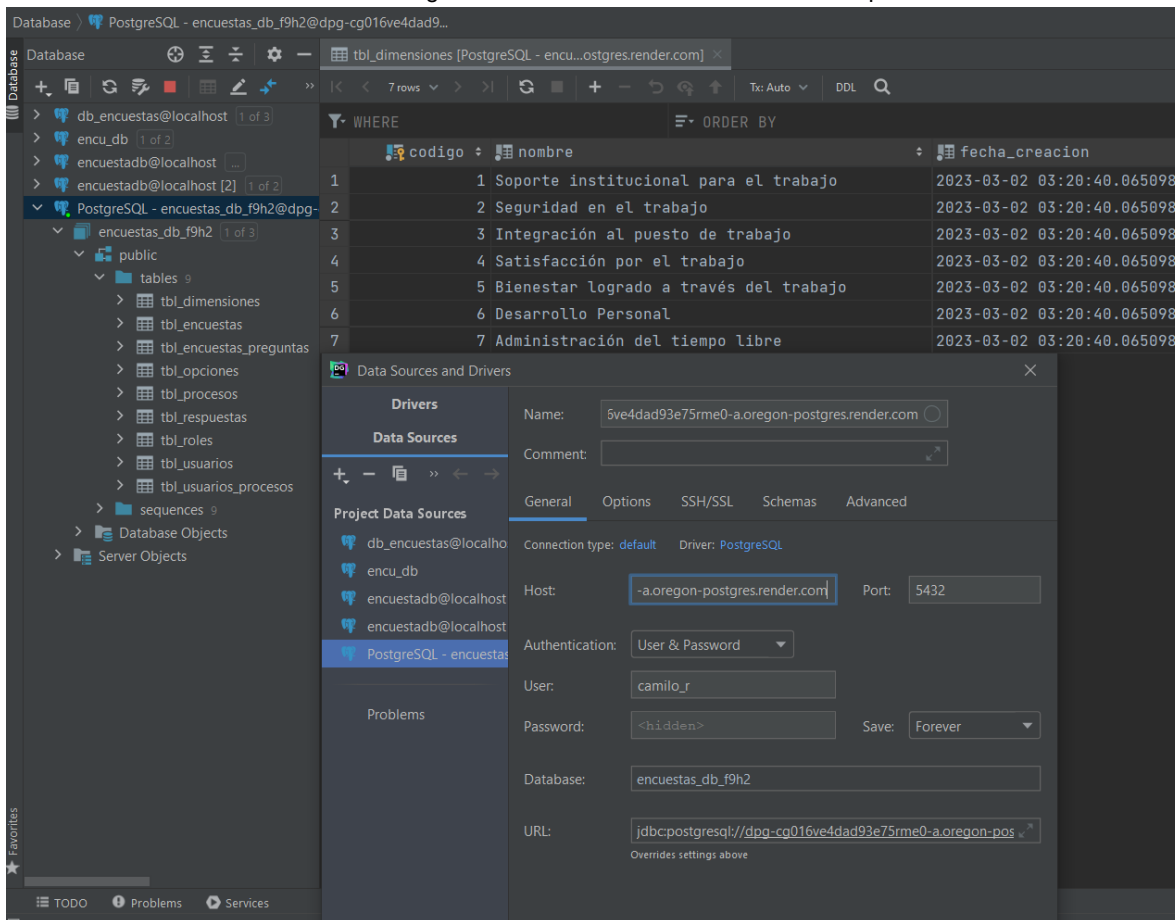 Database › PostgreSQL - encuestas_db_f9h2@dpg-cg016ve4dad9...
Database
Database
tbl_dimensiones [PostgreSQL - encu...ostgres.render.com]
7 rows
Tx: Auto
DDL
WHERE
ORDER BY
db_encuestas@localhost 1 of 3
encu_db 1 of 2
encuestadb@localhost ...
encuestadb@localhost [2] 1 of 2
PostgreSQL - encuestas_db_f9h2@dpg-
encuestas_db_f9h2 1 of 3
public
tables 9
tbl_dimensiones
tbl_encuestas
tbl_encuestas_preguntas
tbl_opciones
tbl_procesos
tbl_respuestas
tbl_roles
tbl_usuarios
tbl_usuarios_procesos
sequences 9
Database Objects
Server Objects
codigo nombre fecha_creacion
1 1 Soporte institucional para el trabajo 2023-03-02 03:20:40.065098
2 2 Seguridad en el trabajo 2023-03-02 03:20:40.065098
3 3 Integración al puesto de trabajo 2023-03-02 03:20:40.065098
4 4 Satisfacción por el trabajo 2023-03-02 03:20:40.065098
5 5 Bienestar logrado a través del trabajo 2023-03-02 03:20:40.065098
6 6 Desarrollo Personal 2023-03-02 03:20:40.065098
7 7 Administración del tiempo libre 2023-03-02 03:20:40.065098
DG Data Sources and Drivers
Drivers
Data Sources
Project Data Sources
db_encuestas@localho
encu_db
encuestadb@localhost
encuestadb@localhost
PostgreSQL - encuestas
Problems
Name: 6ve4dad93e75rme0-a.oregon-postgres.render.com
Comment:
General Options SSH/SSL Schemas Advanced
Connection type: default Driver: PostgreSQL
Host: -a.oregon-postgres.render.com Port: 5432
Authentication: User & Password
User: camilo_r
Password: <hidden> Save: Forever
Database: encuestas_db_f9h2
URL: jdbc:postgresql://dpg-cg016ve4dad93e75rme0-a.oregon-pos
Overrides settings above
Favorites
TODO Problems Services